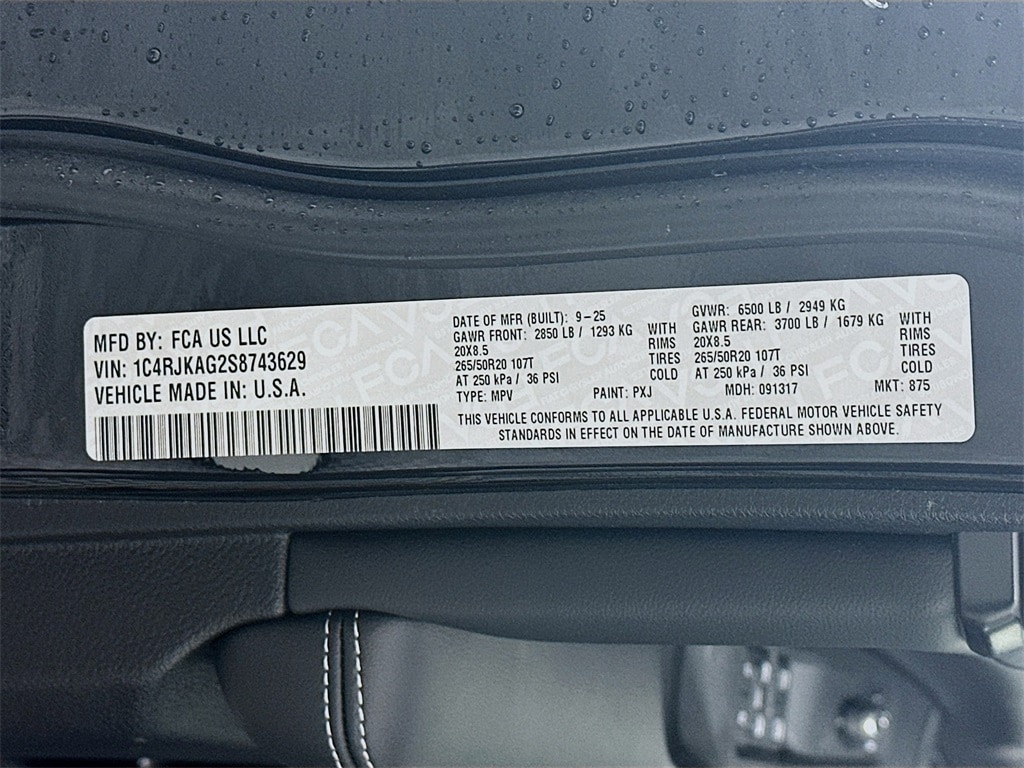 MFD BY: FCA US LLC
VIN: 1C4RJKAG2S8743629
VEHICLE MADE IN: U.S.A.
DATE OF MFR (BUILT): 9-25
GAWR FRONT: 2850 LB / 1293 KG WITH
20X8.5 RIMS
265/50R20 107T TIRES
AT 250 kPa / 36 PSI COLD
TYPE: MPV PAINT: PXJ
GVWR: 6500 LB / 2949 KG
GAWR REAR: 3700 LB / 1679 KG WITH
20X8.5 RIMS
265/50R20 107T TIRES
AT 250 kPa / 36 PSI COLD
MDH: 091317 MKT: 875
THIS VEHICLE CONFORMS TO ALL APPLICABLE U.S.A. FEDERAL MOTOR VEHICLE SAFETY
STANDARDS IN EFFECT ON THE DATE OF MANUFACTURE SHOWN ABOVE.